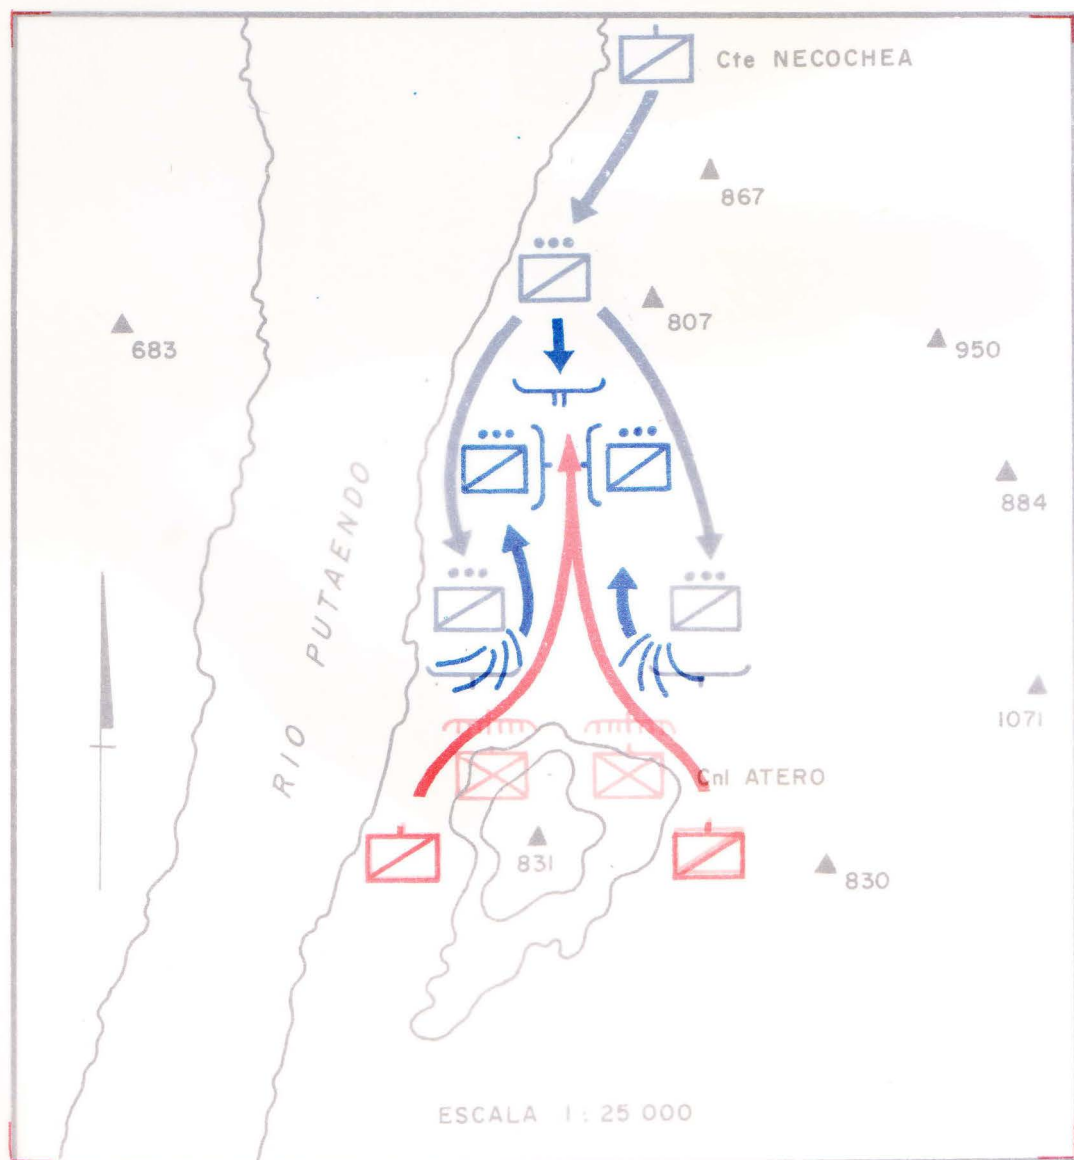 Cte NECOCHEA
867
807
683
950
884
RIO PUTAENDO
1071
Cnl ATERO
831
830
ESCALA 1 : 25 000